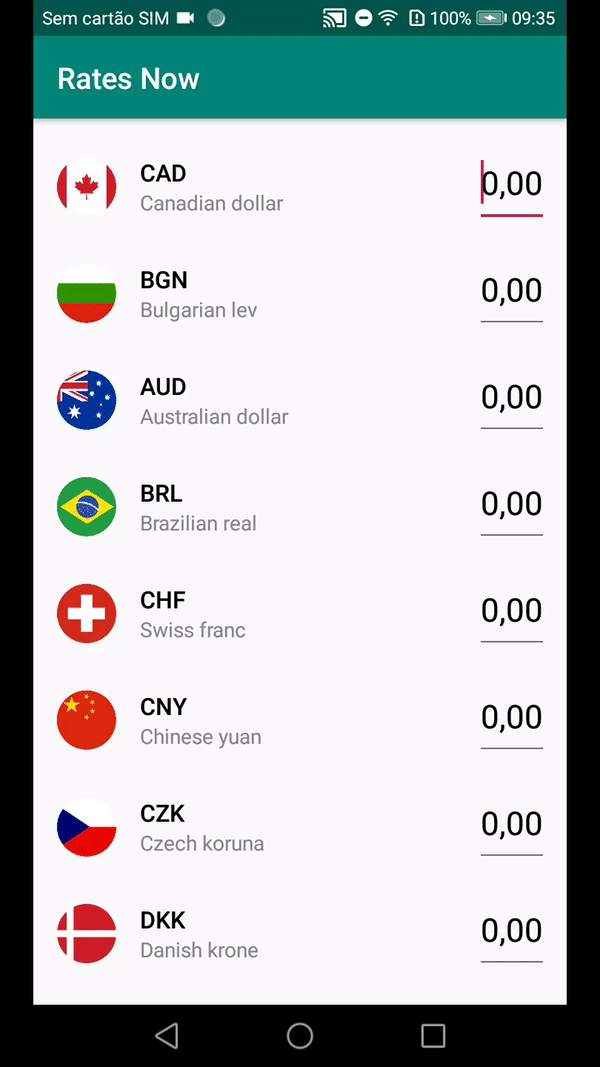 Sem cartão SIM 100% 09:35
Rates Now
CAD 0,00
Canadian dollar
BGN 0,00
Bulgarian lev
AUD 0,00
Australian dollar
BRL 0,00
Brazilian real
CHF 0,00
Swiss franc
CNY 0,00
Chinese yuan
CZK 0,00
Czech koruna
DKK 0,00
Danish krone